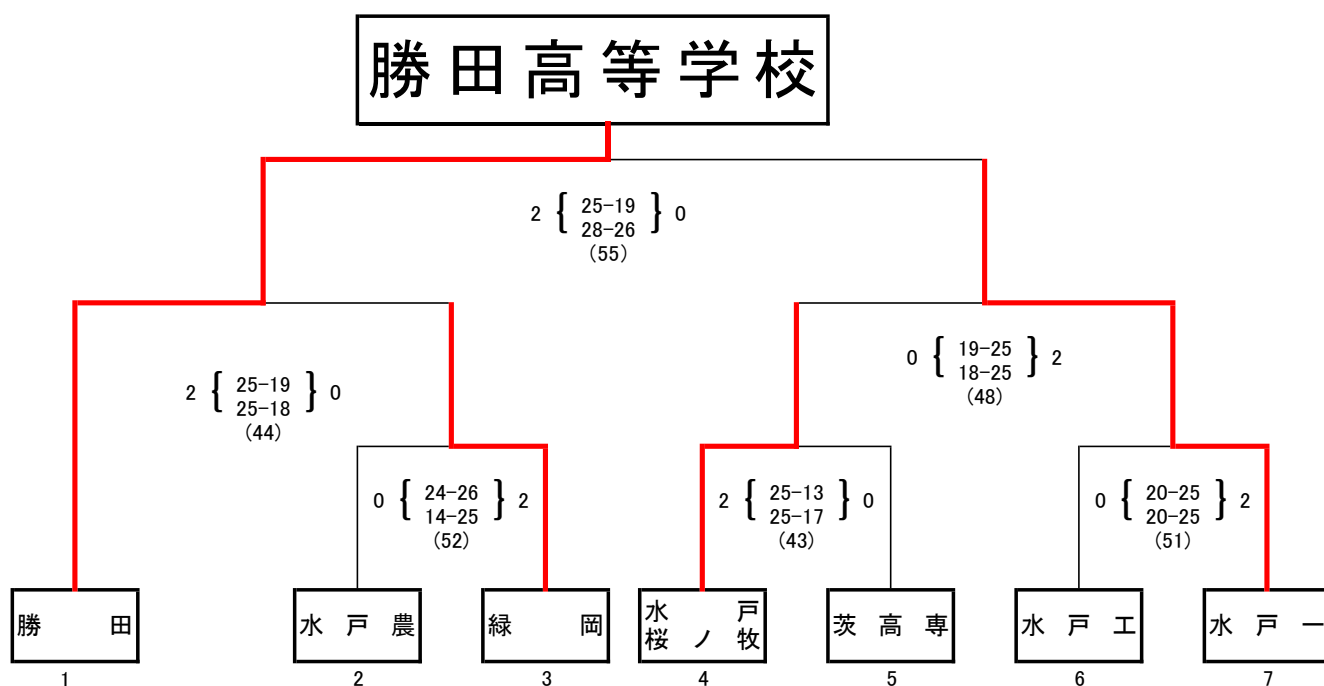 勝田高等学校
2 { 25-19 } 0
28-26
(55)
0 { 19-25 } 2
18-25
(48)
2 { 25-19 } 0
25-18
(44)
0 { 24-26 } 2
14-25
(52)
2 { 25-13 } 0
25-17
(43)
0 { 20-25 } 2
20-25
(51)
勝田
水戸農
緑岡
水戸
桜ノ牧
茨高専
水戸工
水戸一
1 2 3 4 5 6 7